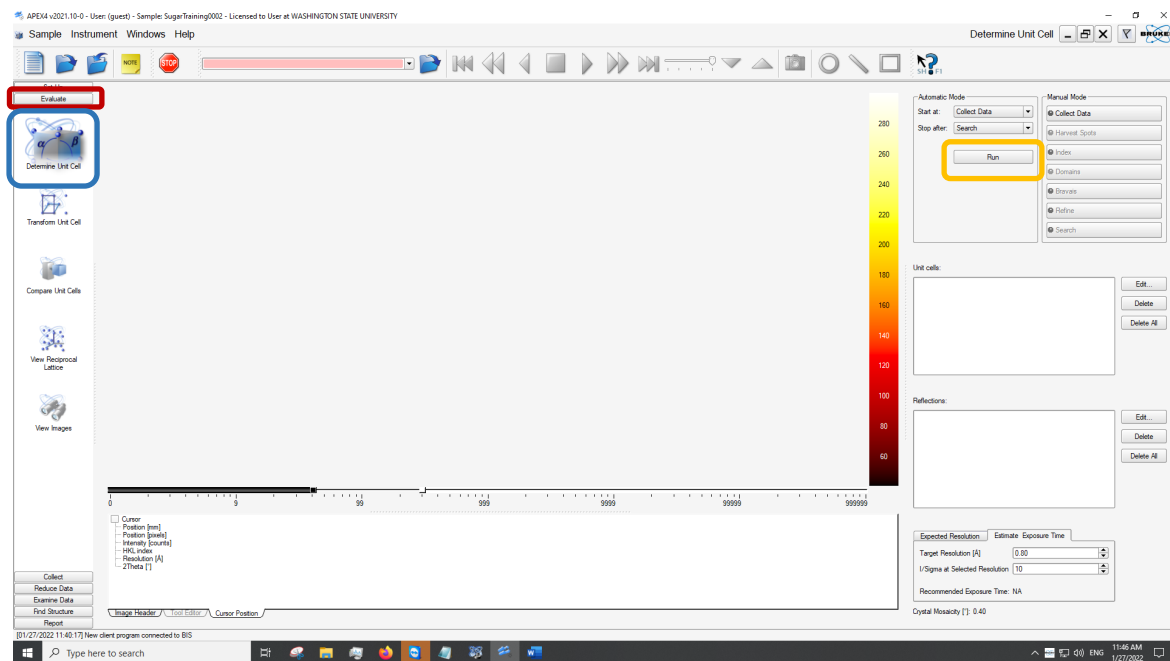 APEX4 v2021.10-0 - User: (guest) - Sample: SugarTraining0002 - Licensed to User at WASHINGTON STATE UNIVERSITY
Sample Instrument Windows Help
Determine Unit Cell
BRUKER
NOTE
STOP
SH F1
Set Up
Evaluate
Determine Unit Cell
Transform Unit Cell
Compare Unit Cells
View Reciprocal
Lattice
View Images
Collect
Reduce Data
Examine Data
Find Structure
Report
280
260
240
220
200
180
160
140
120
100
80
60
0 9 99 999 9999 99999 999999
Cursor
Position [mm]
Position [pixels]
Intensity [counts]
HKL index
Resolution [Å]
2Theta [°]
Image Header Tool Editor Cursor Position
Automatic Mode
Start at: Collect Data
Stop after: Search
Run
Manual Mode
Collect Data
Harvest Spots
Index
Domains
Bravais
Refine
Search
Unit cells:
Edit...
Delete
Delete All
Reflections:
Edit...
Delete
Delete All
Expected Resolution Estimate Exposure Time
Target Resolution [Å] 0.80
I/Sigma at Selected Resolution 10
Recommended Exposure Time: NA
Crystal Mosaicity [°]: 0.40
[01/27/2022 11:40:17] New client program connected to BIS
Type here to search
ENG
11:46 AM
1/27/2022